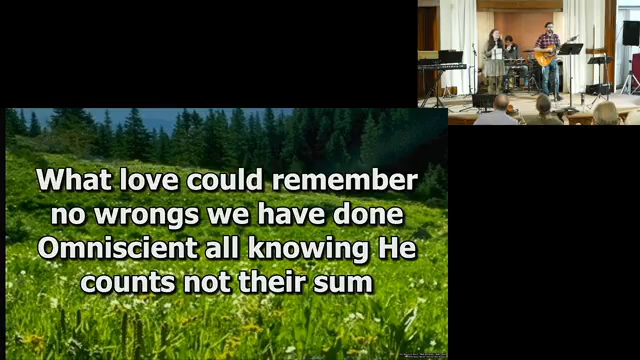 What love could remember
no wrongs we have done
Omniscient all knowing He
counts not their sum